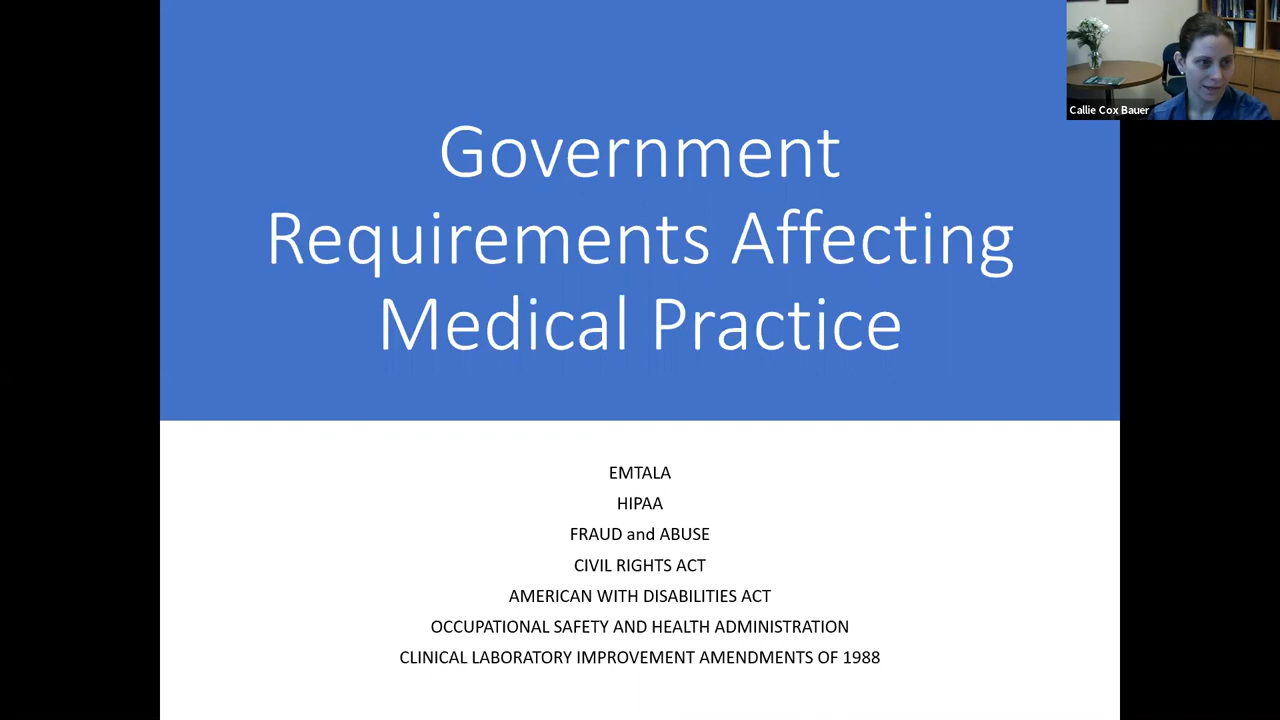 Government
Requirements Affecting
Medical Practice
EMTALA
HIPAA
FRAUD and ABUSE
CIVIL RIGHTS ACT
AMERICAN WITH DISABILITIES ACT
OCCUPATIONAL SAFETY AND HEALTH ADMINISTRATION
CLINICAL LABORATORY IMPROVEMENT AMENDMENTS OF 1988
Callie Cox Bauer